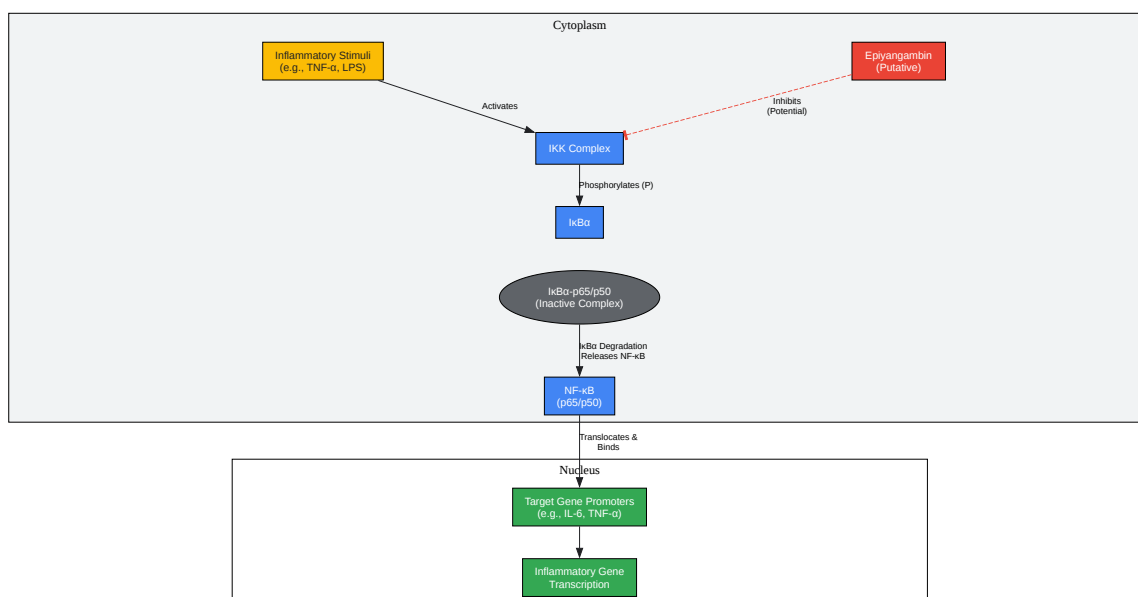 Cytoplasm
Inflammatory Stimuli
(e.g., TNF-α, LPS)
Epiyangambin
(Putative)
Activates
Inhibits
(Potential)
IKK Complex
Phosphorylates (P)
IκBα
IκBα-p65/p50
(Inactive Complex)
IκBα Degradation
Releases NF-κB
NF-κB
(p65/p50)
Translocates &
Binds
Nucleus
Target Gene Promoters
(e.g., IL-6, TNF-α)
Inflammatory Gene
Transcription